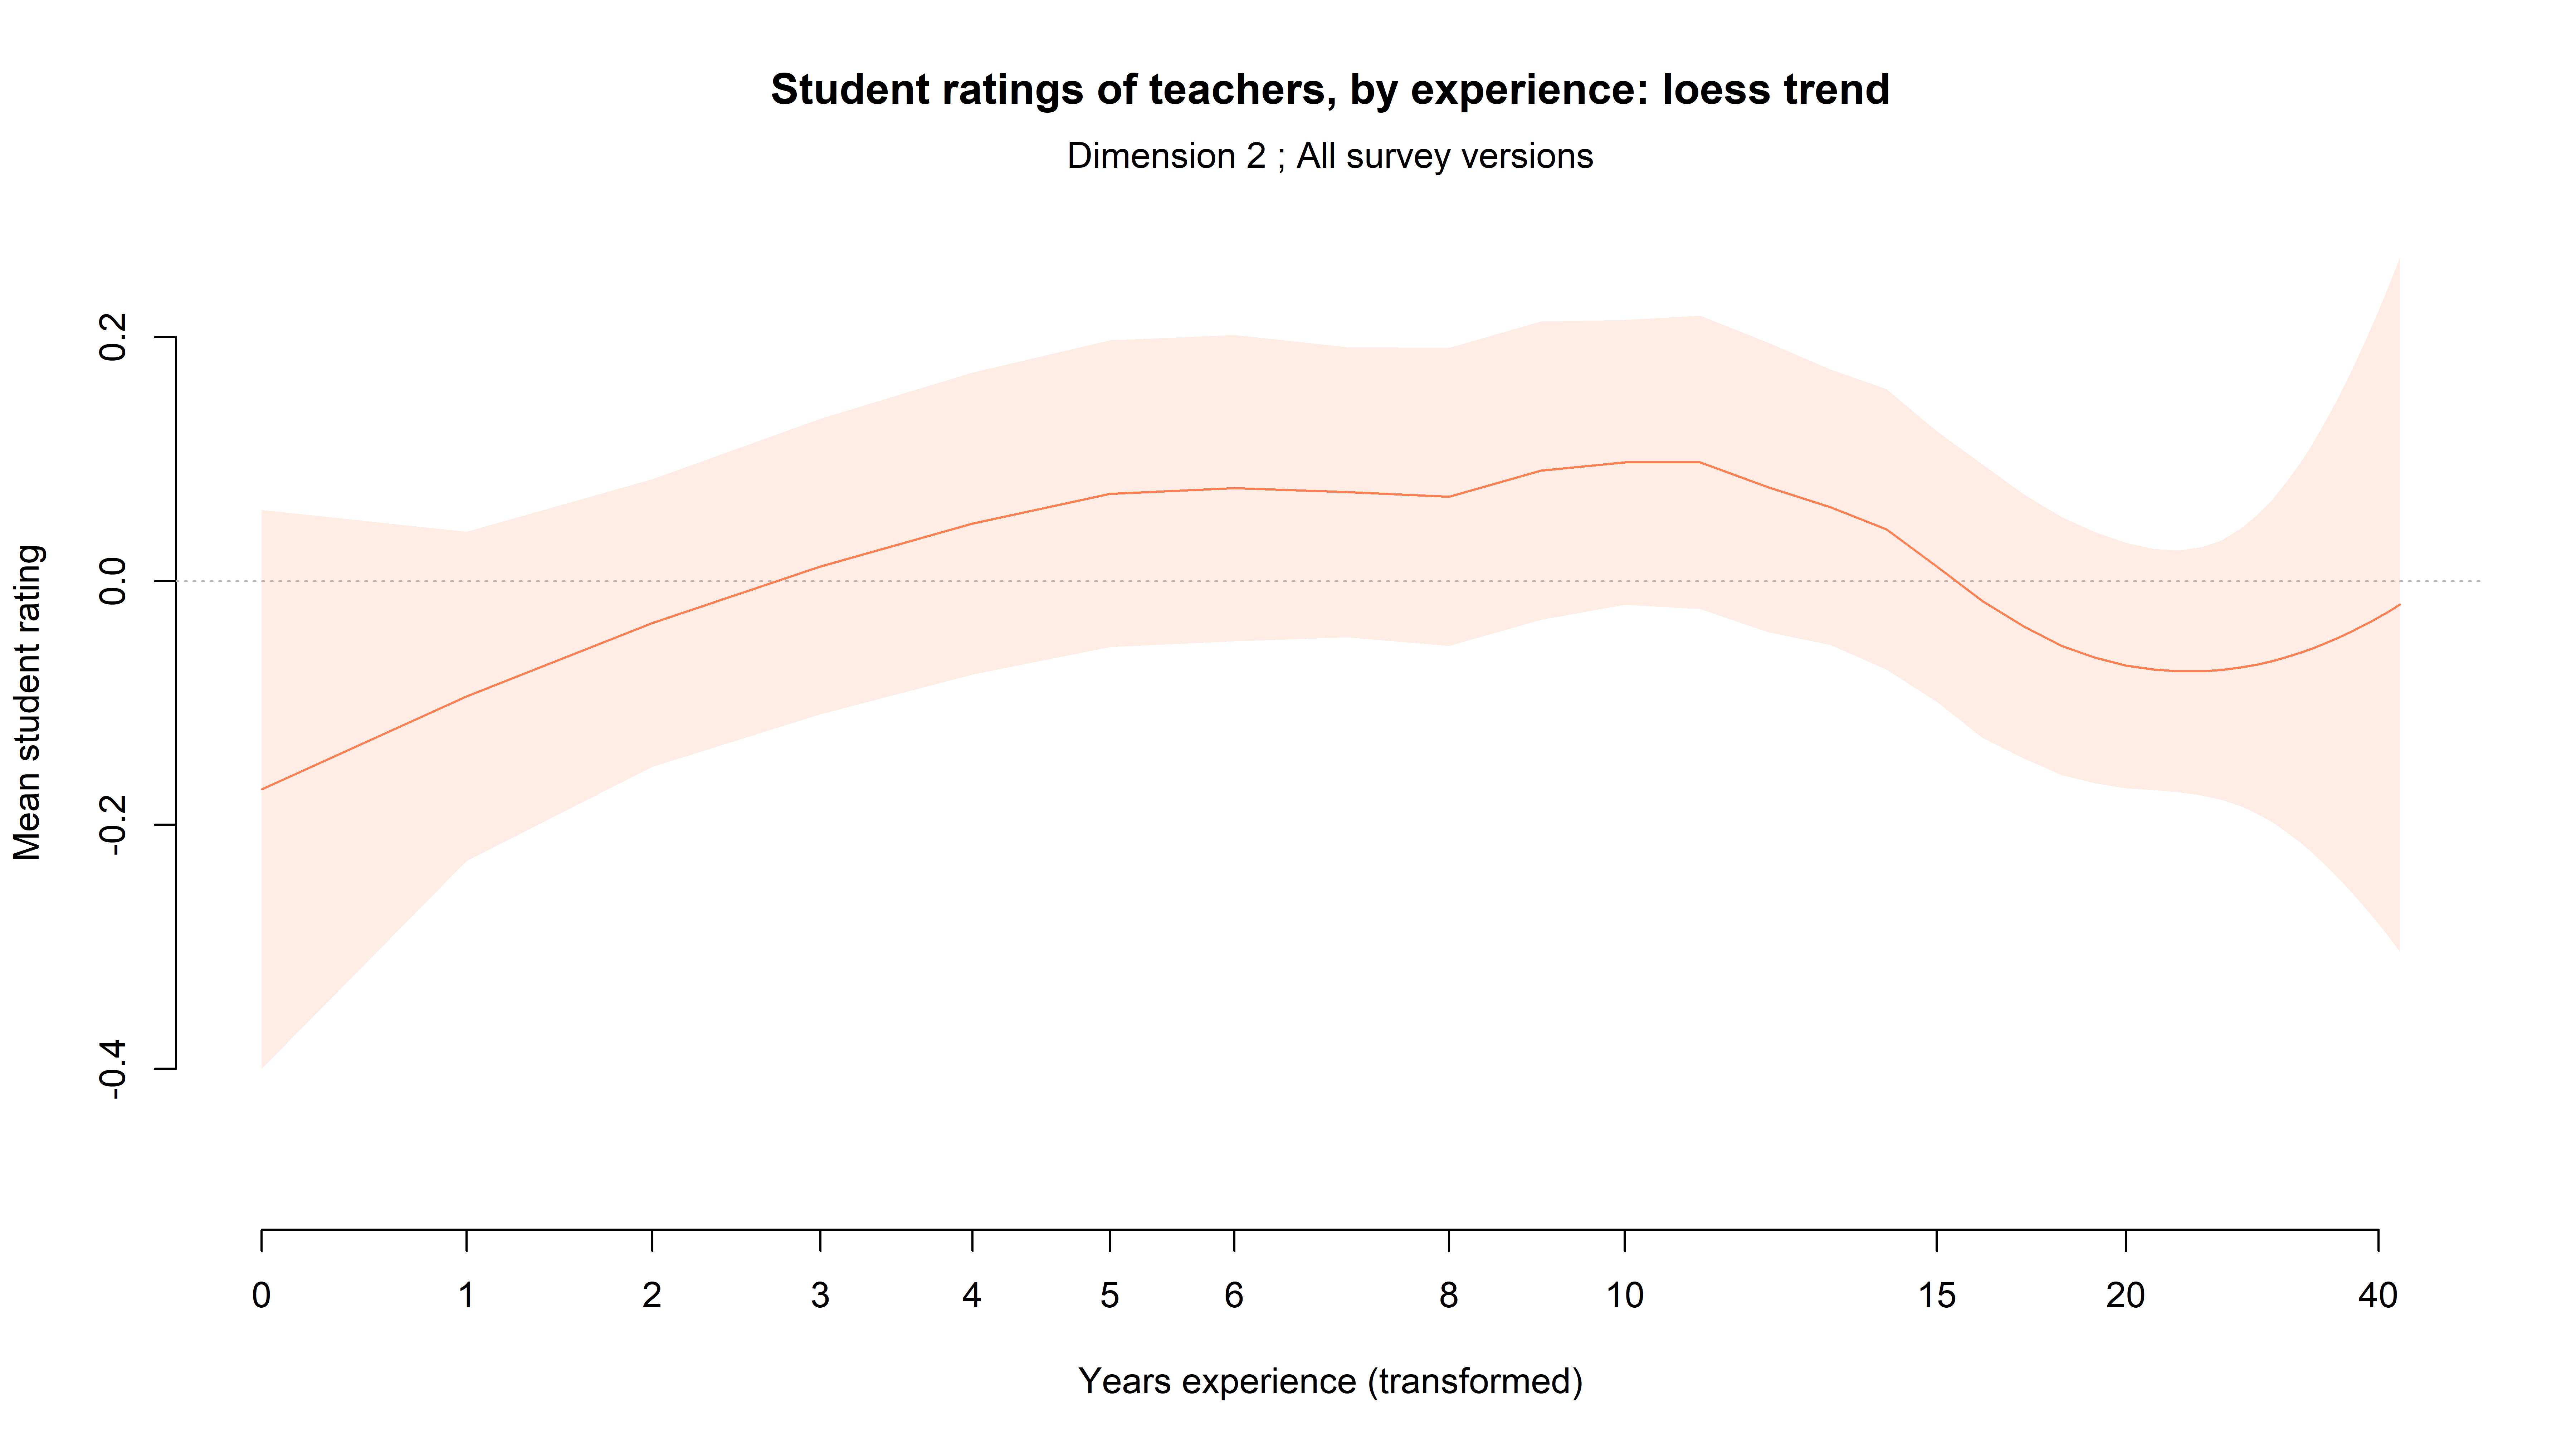 Student ratings of teachers, by experience: loess trend
Dimension 2 ; All survey versions
Mean student rating
0.2
0.0
-0.2
-0.4
0 1 2 3 4 5 6 8 10 15 20 40
Years experience (transformed)